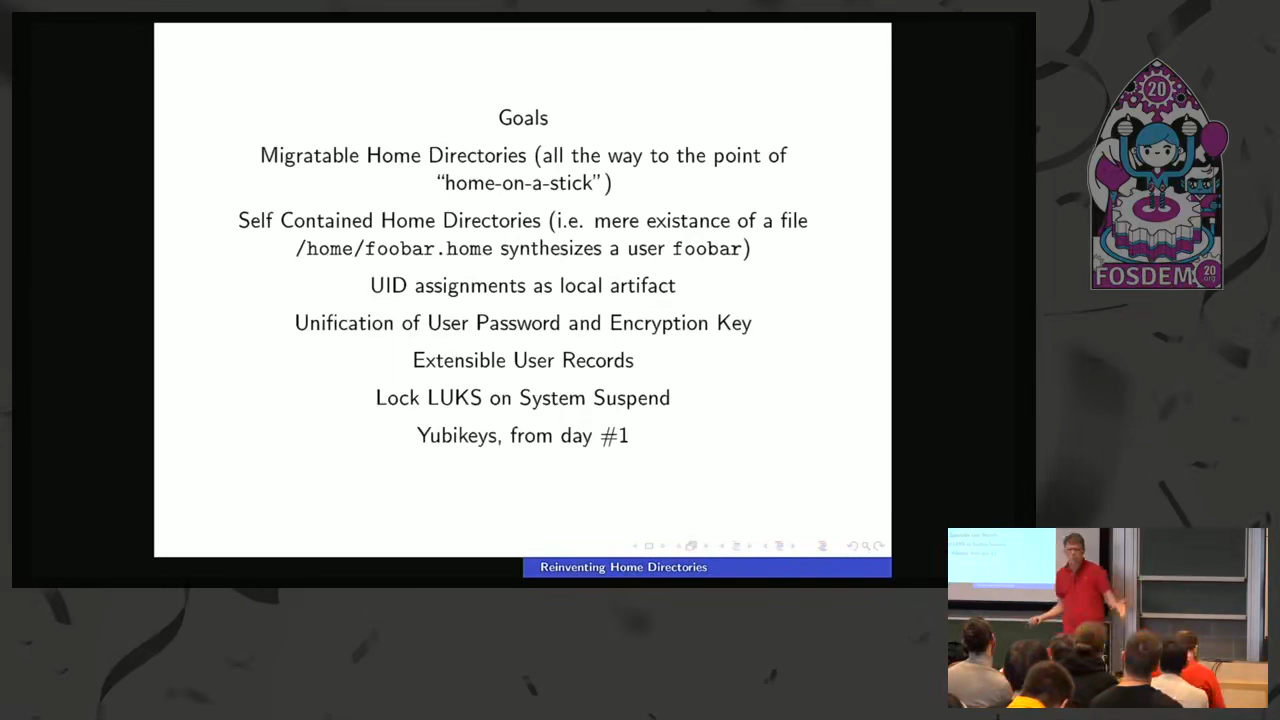 Goals
Migratable Home Directories (all the way to the point of
“home-on-a-stick”)
Self Contained Home Directories (i.e. mere existance of a file
/home/foobar.home synthesizes a user foobar)
UID assignments as local artifact
Unification of User Password and Encryption Key
Extensible User Records
Lock LUKS on System Suspend
Yubikeys, from day #1
Reinventing Home Directories
20
FOSDEM
20
.org